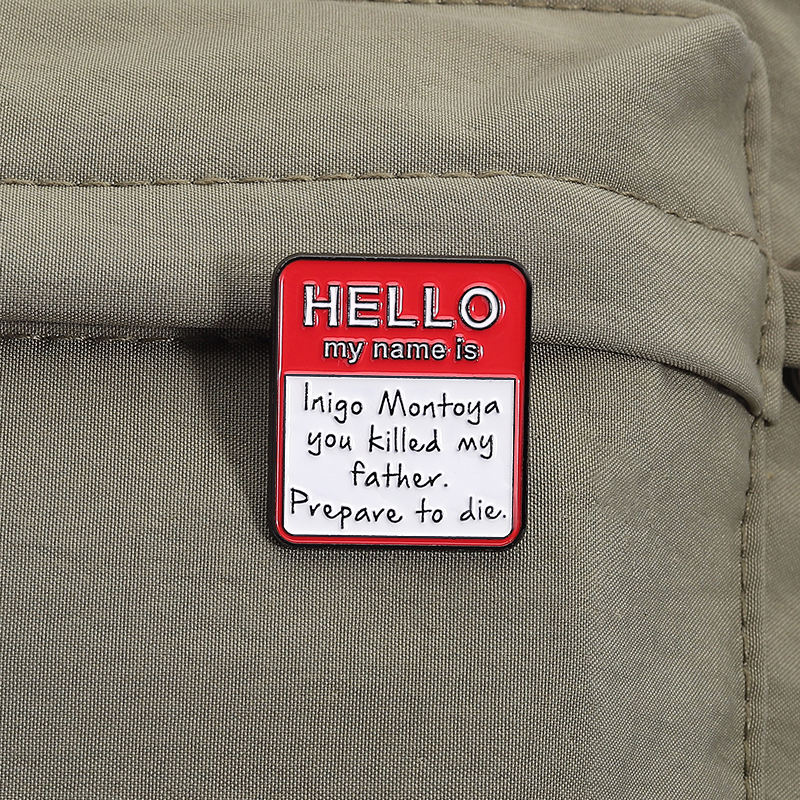 HELLO
my name is
Inigo Montoya
you killed my
father.
Prepare to die.